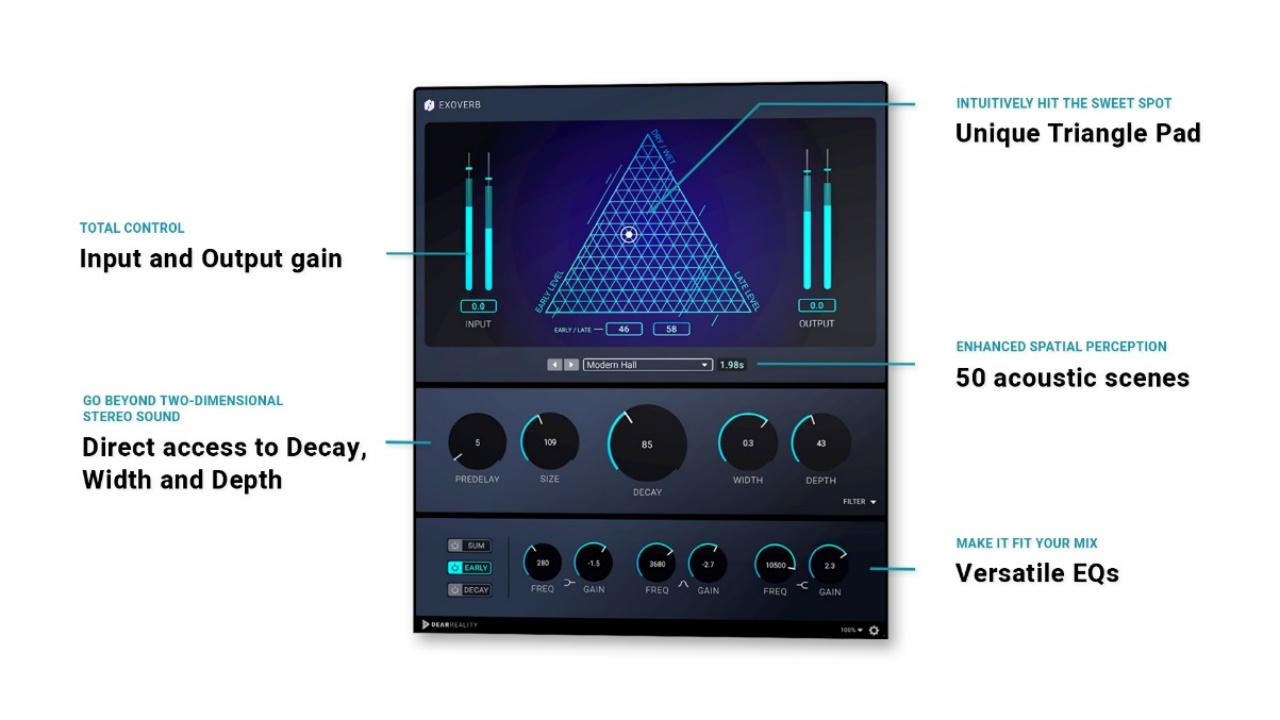 EXOVERB
INTUITIVELY HIT THE SWEET SPOT
Unique Triangle Pad
DRY / WET
TOTAL CONTROL
Input and Output gain
EARLY LEVEL
LATE LEVEL
0.0
INPUT
0.0
OUTPUT
EARLY / LATE
46
58
Modern Hall
1.98s
ENHANCED SPATIAL PERCEPTION
50 acoustic scenes
GO BEYOND TWO-DIMENSIONAL
STEREO SOUND
Direct access to Decay,
Width and Depth
5
PREDELAY
109
SIZE
85
DECAY
0.3
WIDTH
43
DEPTH
FILTER
SUM
EARLY
DECAY
280
FREQ
-1.5
GAIN
3680
FREQ
-2.7
GAIN
10500
FREQ
2.3
GAIN
MAKE IT FIT YOUR MIX
Versatile EQs
DEARREALITY
100%